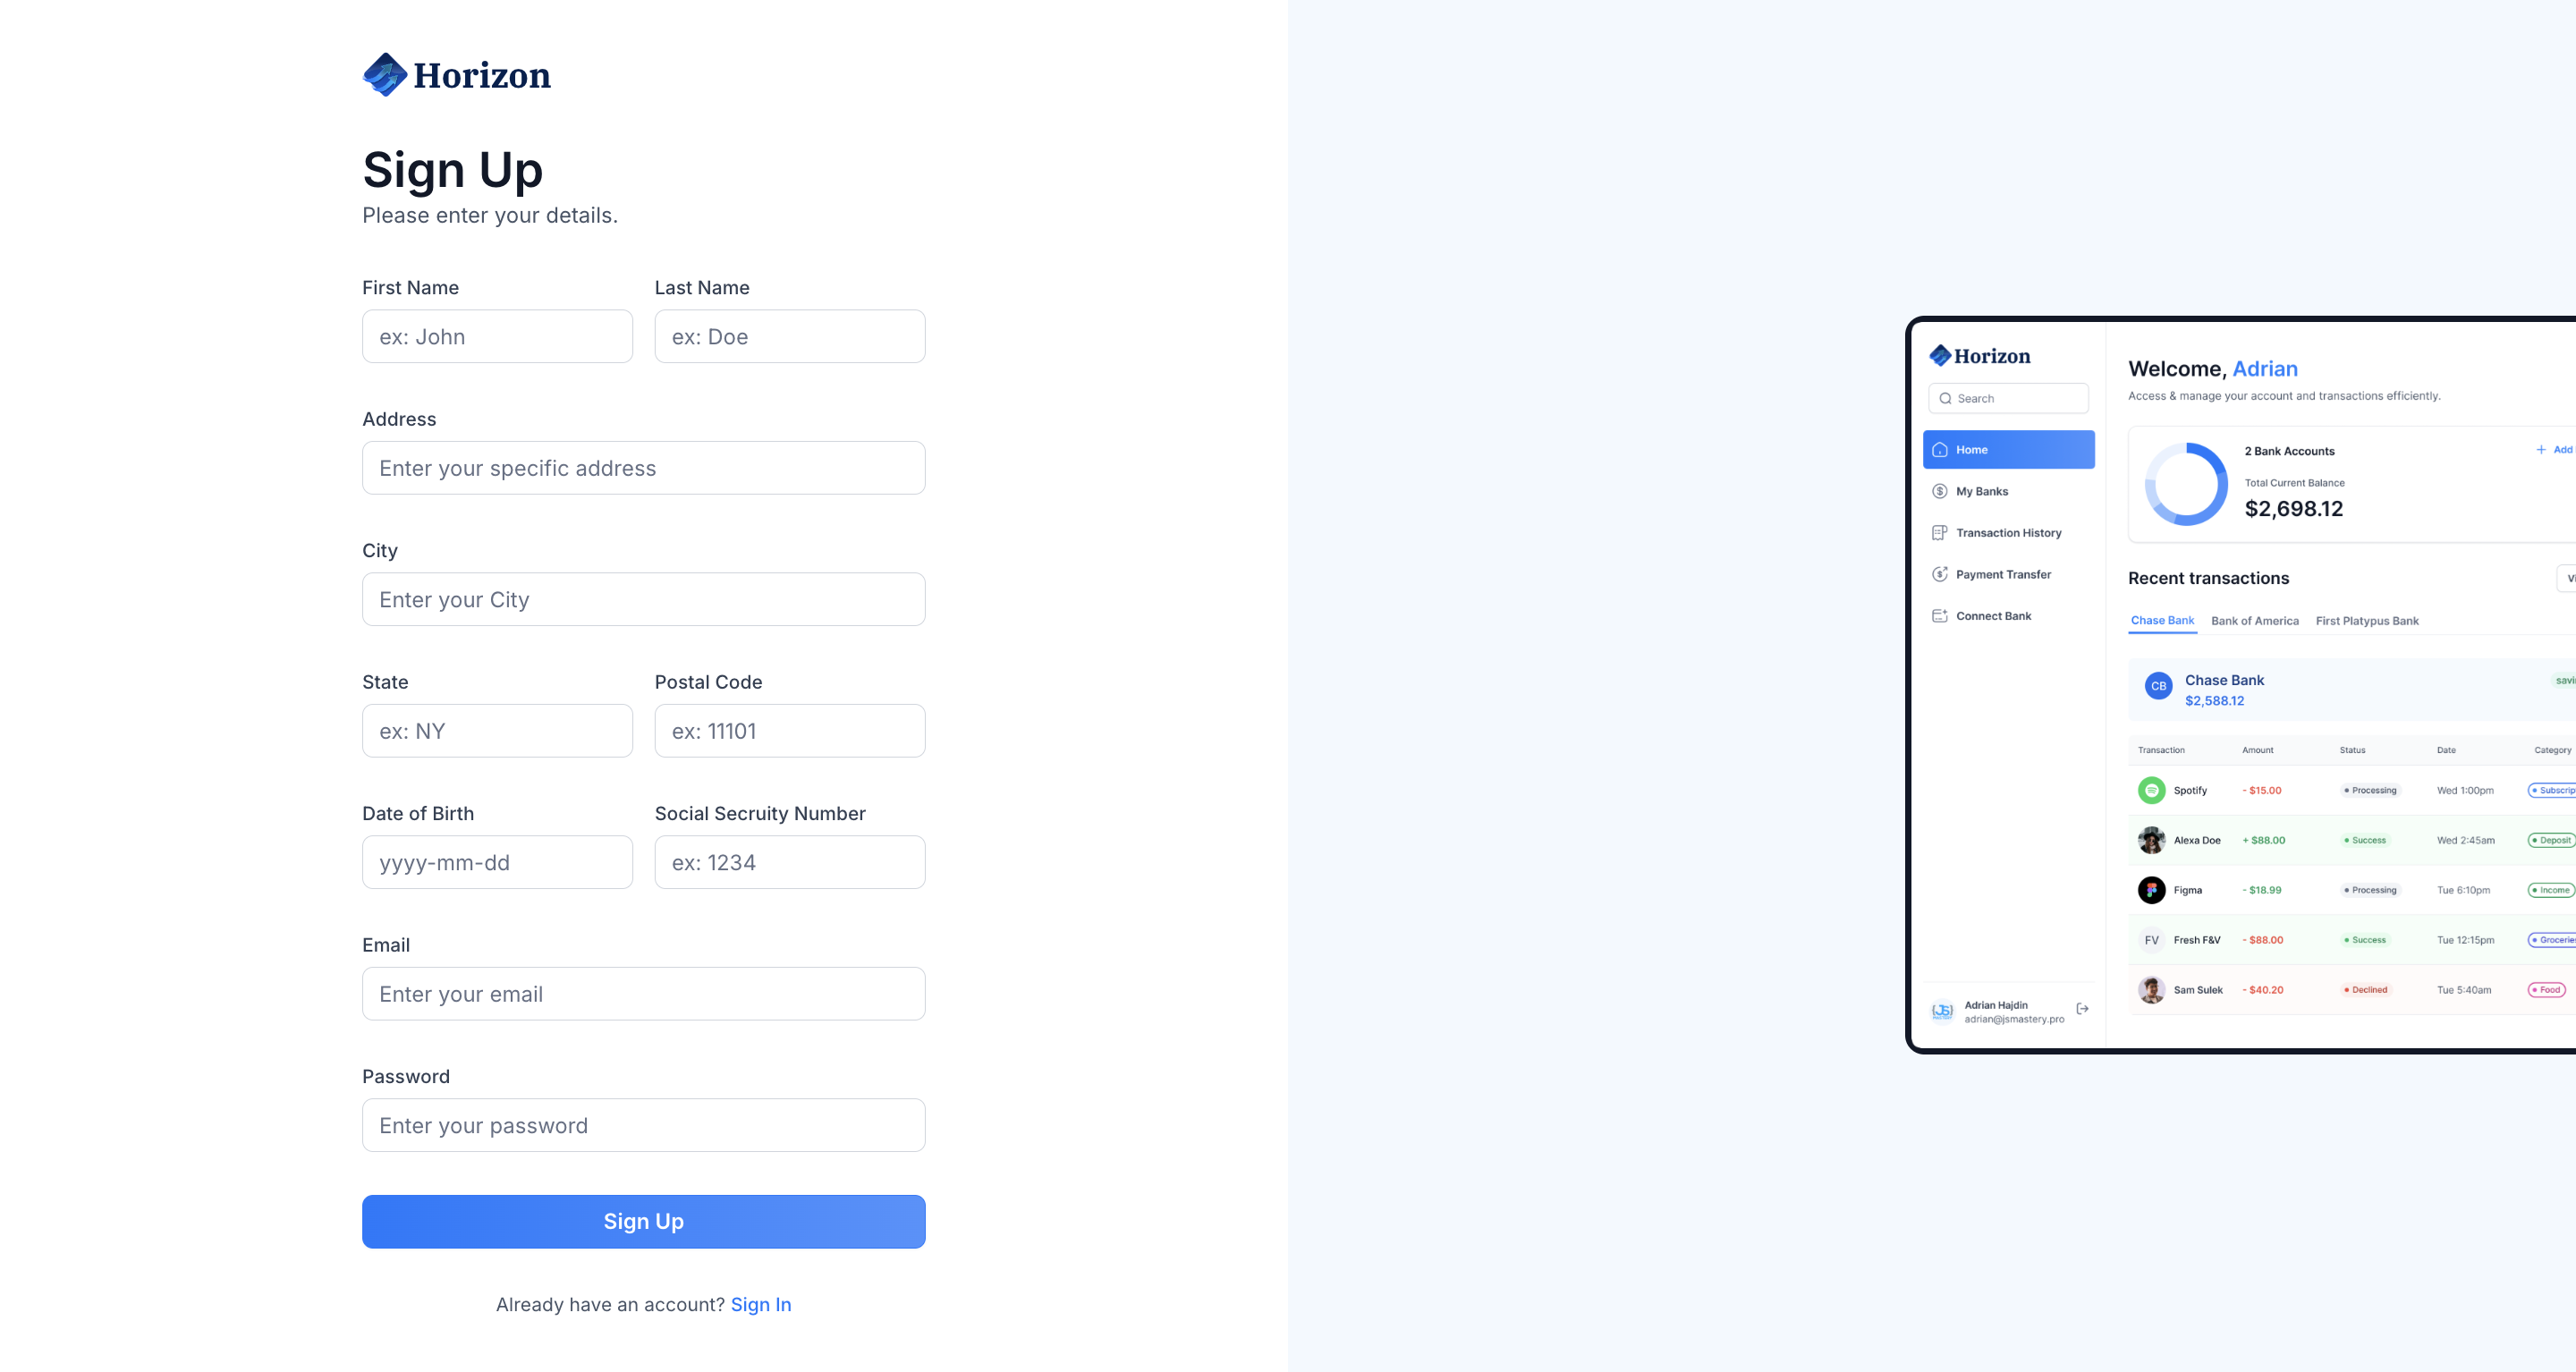 Horizon
Sign Up
Please enter your details.
First Name Last Name
ex: John ex: Doe
Address
Enter your specific address
City
Enter your City
State Postal Code
ex: NY ex: 11101
Date of Birth Social Secruity Number
yyyy-mm-dd ex: 1234
Email
Enter your email
Password
Enter your password
Sign Up
Already have an account? Sign In
Horizon
Search
Home
My Banks
Transaction History
Payment Transfer
Connect Bank
Adrian Hajdin
adrian@jsmastery.pro
Welcome, Adrian
Access & manage your account and transactions efficiently.
2 Bank Accounts + Add
Total Current Balance
$2,698.12
Recent transactions
Chase Bank Bank of America First Platypus Bank
CB Chase Bank
$2,588.12
Transaction Amount Status Date Category
Spotify - $15.00 Processing Wed 1:00pm Subscrip
Alexa Doe + $88.00 Success Wed 2:45am Deposit
Figma - $18.99 Processing Tue 6:10pm Income
FV Fresh F&V - $88.00 Success Tue 12:15pm Groceries
Sam Sulek - $40.20 Declined Tue 5:40am Food